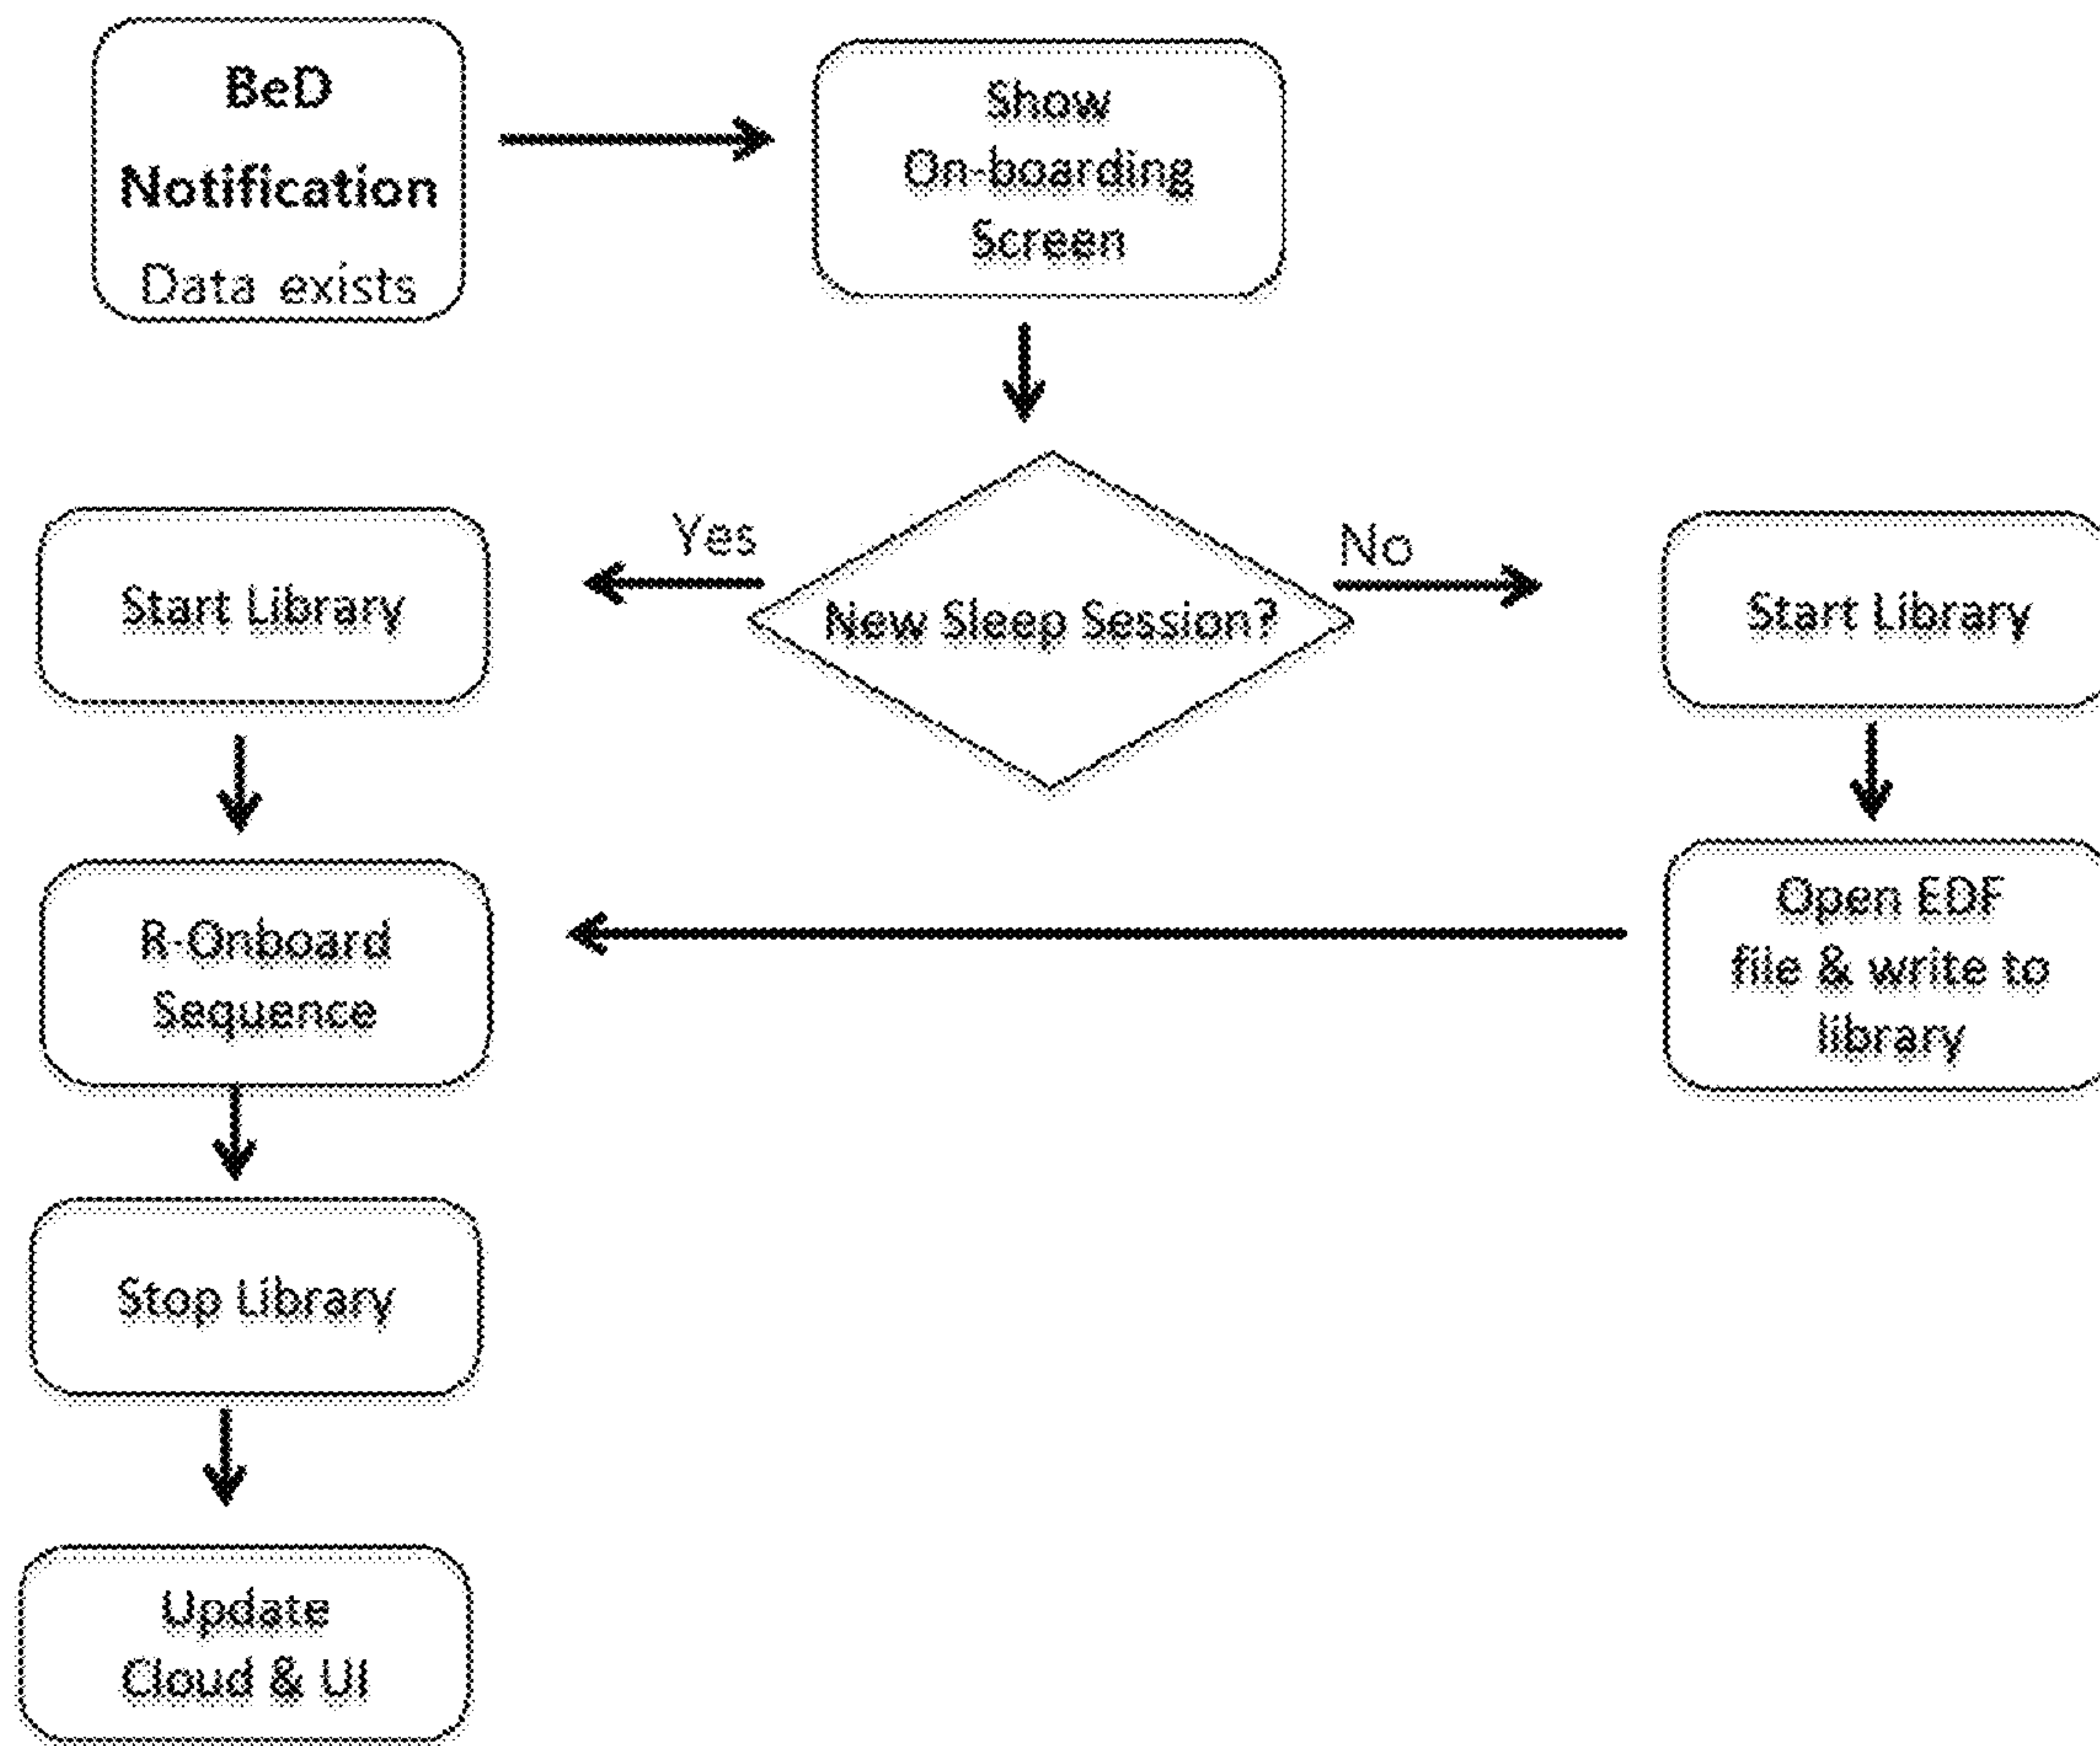 BeD
Notification
Data exists
Show
On-boarding
Screen
Yes
No
Start Library
New Sleep Session?
Start Library
R-Onboard
Sequence
Open EDF
file & write to
library
Stop Library
Update
Cloud & UI